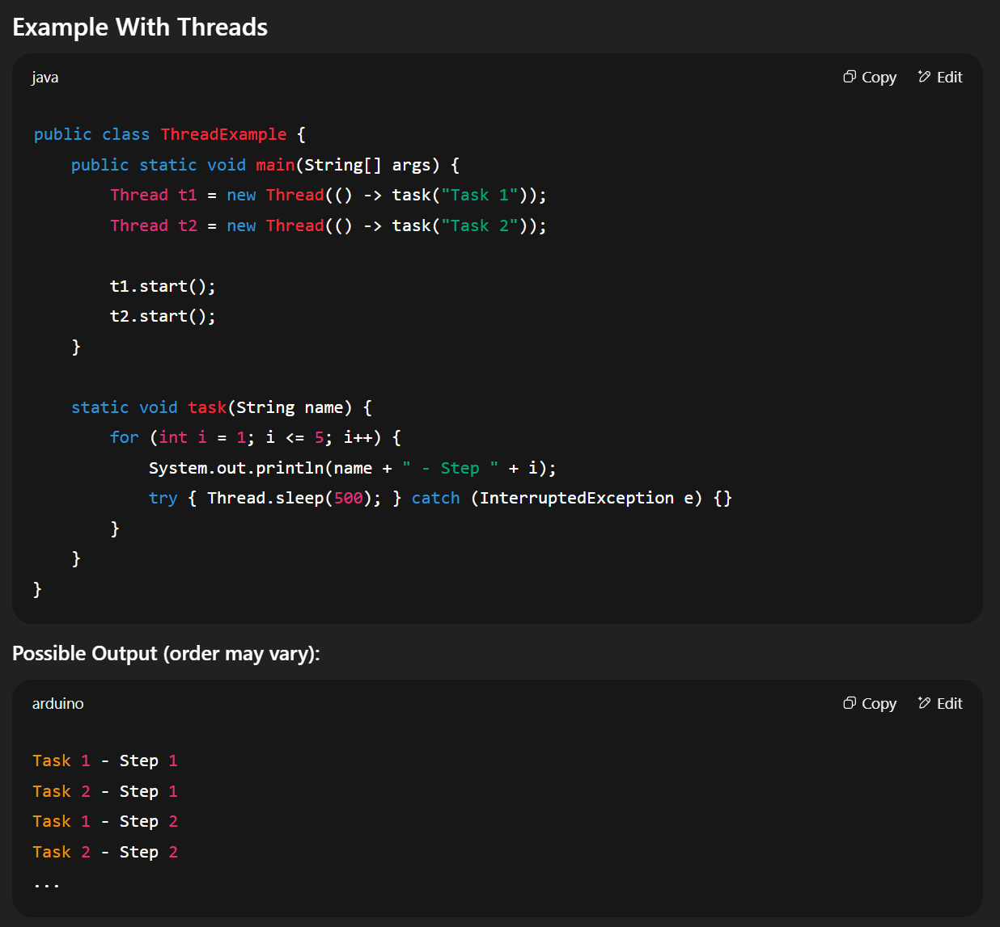 Example With Threads
java
Copy
Edit
public class ThreadExample {
    public static void main(String[] args) {
        Thread t1 = new Thread(() -> task("Task 1"));
        Thread t2 = new Thread(() -> task("Task 2"));

        t1.start();
        t2.start();
    }

    static void task(String name) {
        for (int i = 1; i <= 5; i++) {
            System.out.println(name + " - Step " + i);
            try { Thread.sleep(500); } catch (InterruptedException e) {}
        }
    }
}
Possible Output (order may vary):
arduino
Copy
Edit
Task 1 - Step 1
Task 2 - Step 1
Task 1 - Step 2
Task 2 - Step 2
...